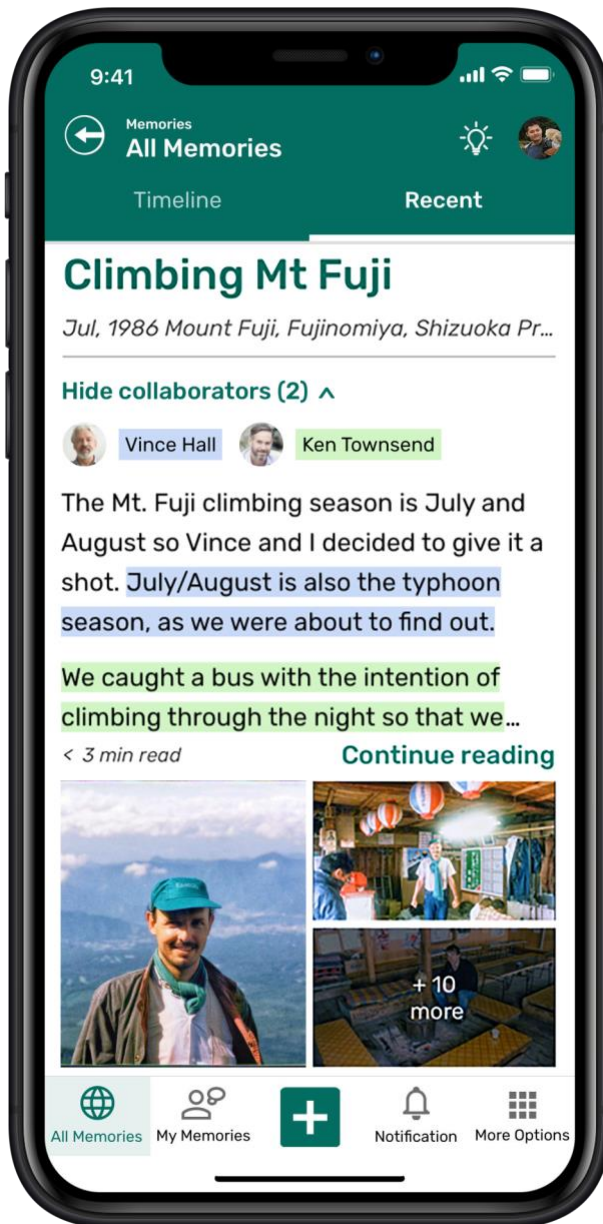 9:41
Memories
All Memories
Timeline
Recent
Climbing Mt Fuji
Jul, 1986 Mount Fuji, Fujinomiya, Shizuoka Pr...
Hide collaborators (2)
Vince Hall
Ken Townsend
The Mt. Fuji climbing season is July and
August so Vince and I decided to give it a
shot. July/August is also the typhoon
season, as we were about to find out.
We caught a bus with the intention of
climbing through the night so that we...
< 3 min read
Continue reading
+ 10
more
All Memories
My Memories
Notification
More Options